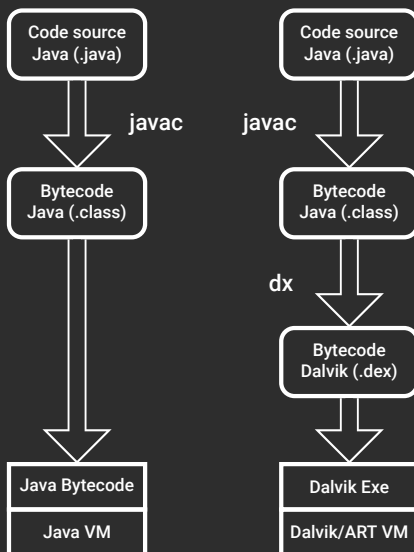 Code source
Java (.java)
Code source
Java (.java)
javac
javac
Bytecode
Java (.class)
Bytecode
Java (.class)
dx
Bytecode
Dalvik (.dex)
Java Bytecode
Dalvik Exe
Java VM
Dalvik/ART VM